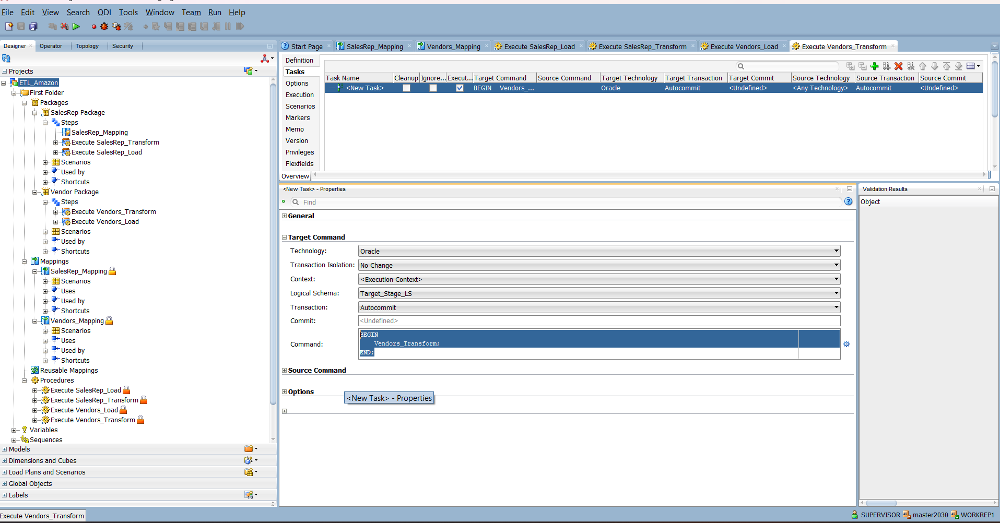 File Edit View Search ODI Tools Window Team Run Help
Designer Operator Topology Security
Projects
ETL_Amazon
First Folder
Packages
SalesRep Package
Steps
SalesRep_Mapping
Execute SalesRep_Transform
Execute SalesRep_Load
Scenarios
Used by
Shortcuts
Vendor Package
Steps
Execute Vendors_Transform
Execute Vendors_Load
Scenarios
Used by
Shortcuts
Mappings
SalesRep_Mapping
Scenarios
Uses
Used by
Shortcuts
Vendors_Mapping
Scenarios
Uses
Used by
Shortcuts
Reusable Mappings
Procedures
Execute SalesRep_Load
Execute SalesRep_Transform
Execute Vendors_Load
Execute Vendors_Transform
Variables
Sequences
Models
Dimensions and Cubes
Load Plans and Scenarios
Global Objects
Labels
Start Page SalesRep_Mapping Vendors_Mapping Execute SalesRep_Load Execute SalesRep_Transform Execute Vendors_Load Execute Vendors_Transform
Definition
Tasks
Options
Execution
Scenarios
Markers
Memo
Version
Privileges
Flexfields
Overview
Task Name Cleanup Ignore... Execut... Target Command Source Command Target Technology Target Transaction Target Commit Source Technology Source Transaction Source Commit
<New Task> BEGIN Vendors_... Oracle Autocommit <Undefined> <Any Technology> Autocommit <Undefined>
<New Task> - Properties
Find
General
Target Command
Technology: Oracle
Transaction Isolation: No Change
Context: <Execution Context>
Logical Schema: Target_Stage_LS
Transaction: Autocommit
Commit: <Undefined>
Command:
BEGIN
Vendors_Transform;
END;
Source Command
Options
<New Task> - Properties
Validation Results
Object
Execute Vendors_Transform
SUPERVISOR master2030 WORKREP1